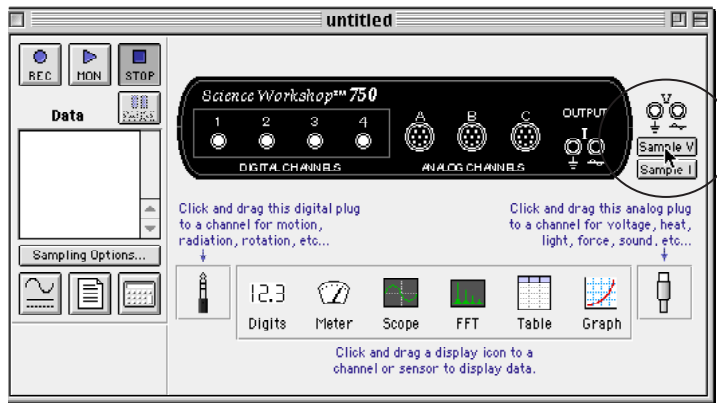 untitled
REC MON STOP
Data
Science Workshop™ 750
1 2 3 4
A B C
OUTPUT
I
V
DIGITAL CHANNELS
ANALOG CHANNELS
Sample V
Sample I
Click and drag this digital plug
to a channel for motion,
radiation, rotation, etc...
Click and drag this analog plug
to a channel for voltage, heat,
light, force, sound, etc...
Sampling Options...
12.3
Digits Meter Scope FFT Table Graph
Click and drag a display icon to a
channel or sensor to display data.